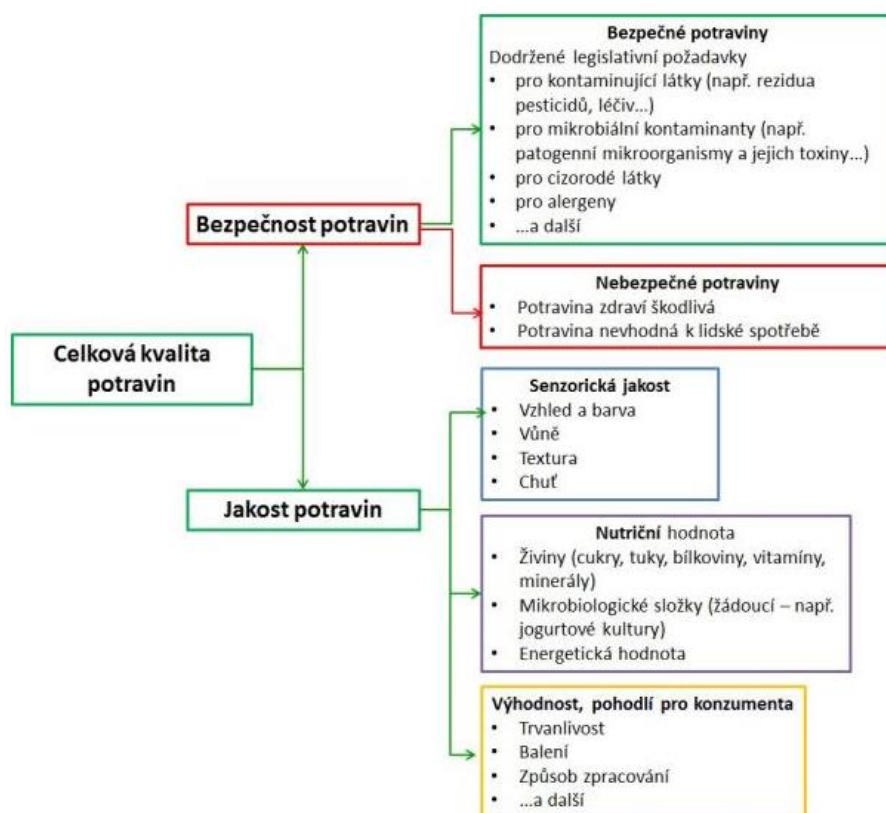 Bezpečné potraviny
Dodržené legislativní požadavky
• pro kontaminující látky (např. rezidua
pesticidů, léčiv...)
• pro mikrobiální kontaminanty (např.
patogenní mikroorganismy a jejich toxiny...)
• pro cizorodé látky
• pro alergeny
• ...a další
Bezpečnost potravin
Nebezpečné potraviny
• Potravina zdraví škodlivá
• Potravina nevhodná k lidské spotřebě
Celková kvalita
potravin
Senzorická jakost
• Vzhled a barva
• Vůně
• Textura
• Chuť
Jakost potravin
Nutriční hodnota
• Živiny (cukry, tuky, bílkoviny, vitamíny,
minerály)
• Mikrobiologické složky (žádoucí – např.
jogurtové kultury)
• Energetická hodnota
Výhodnost, pohodlí pro konzumenta
• Trvanlivost
• Balení
• Způsob zpracování
• ...a další